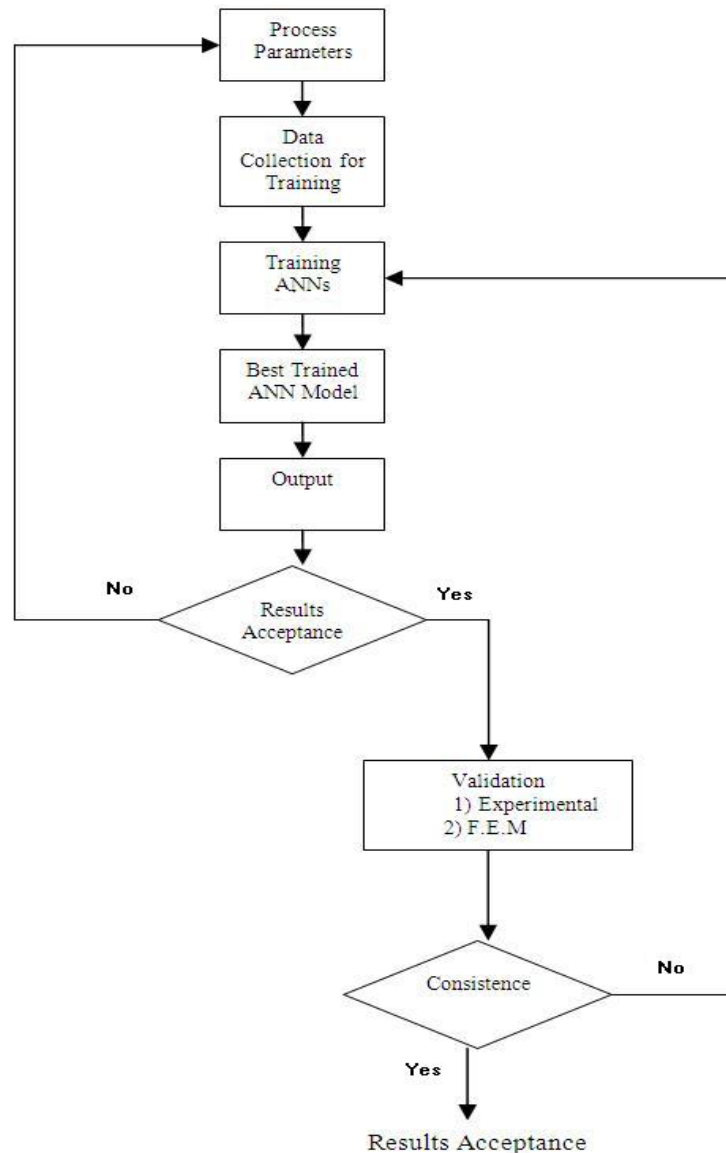 Process
Parameters
Data
Collection for
Training
Training
ANNs
Best Trained
ANN Model
Output
No
Yes
Results
Acceptance
Validation
1) Experimental
2) F.E.M
Consistence
No
Yes
Results Acceptance